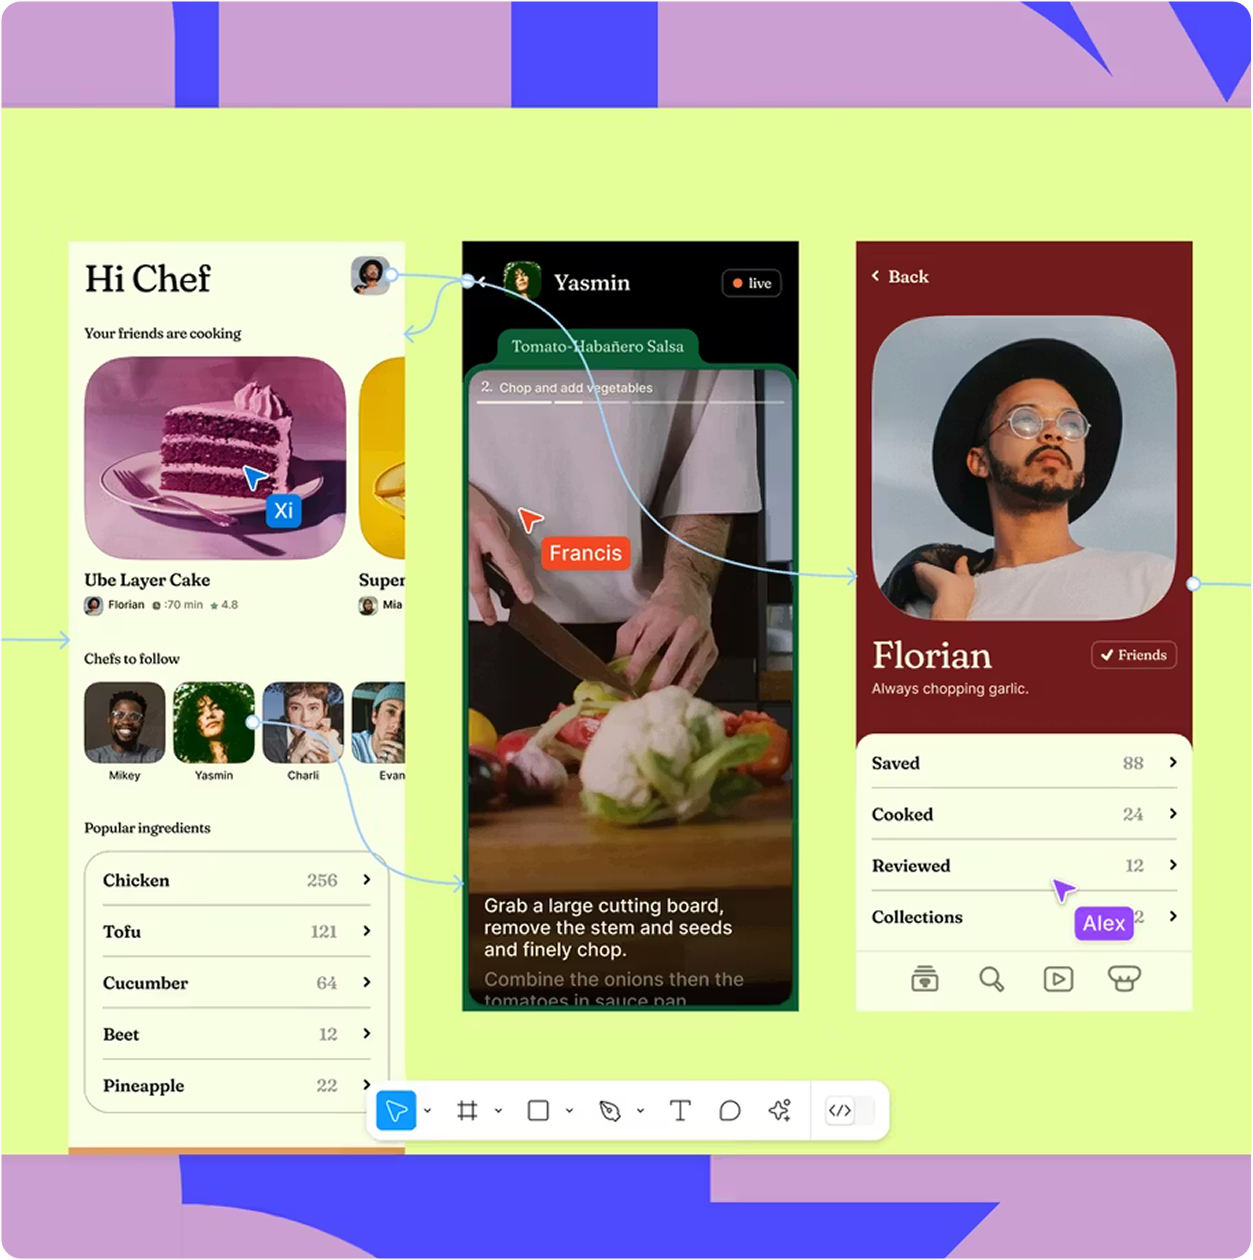 Hi Chef
Your friends are cooking
Xi
Ube Layer Cake
Florian :70 min 4.8
Super
Mia
Chefs to follow
Mikey
Yasmin
Charli
Evan
Popular ingredients
Chicken 256
Tofu 121
Cucumber 64
Beet 12
Pineapple 22
Yasmin
live
Tomato-Habañero Salsa
2. Chop and add vegetables
Francis
Grab a large cutting board,
remove the stem and seeds
and finely chop.
Combine the onions then the
tomatoes in sauce pan
Back
Florian
Friends
Always chopping garlic.
Saved 88
Cooked 24
Reviewed 12
Collections 2
Alex